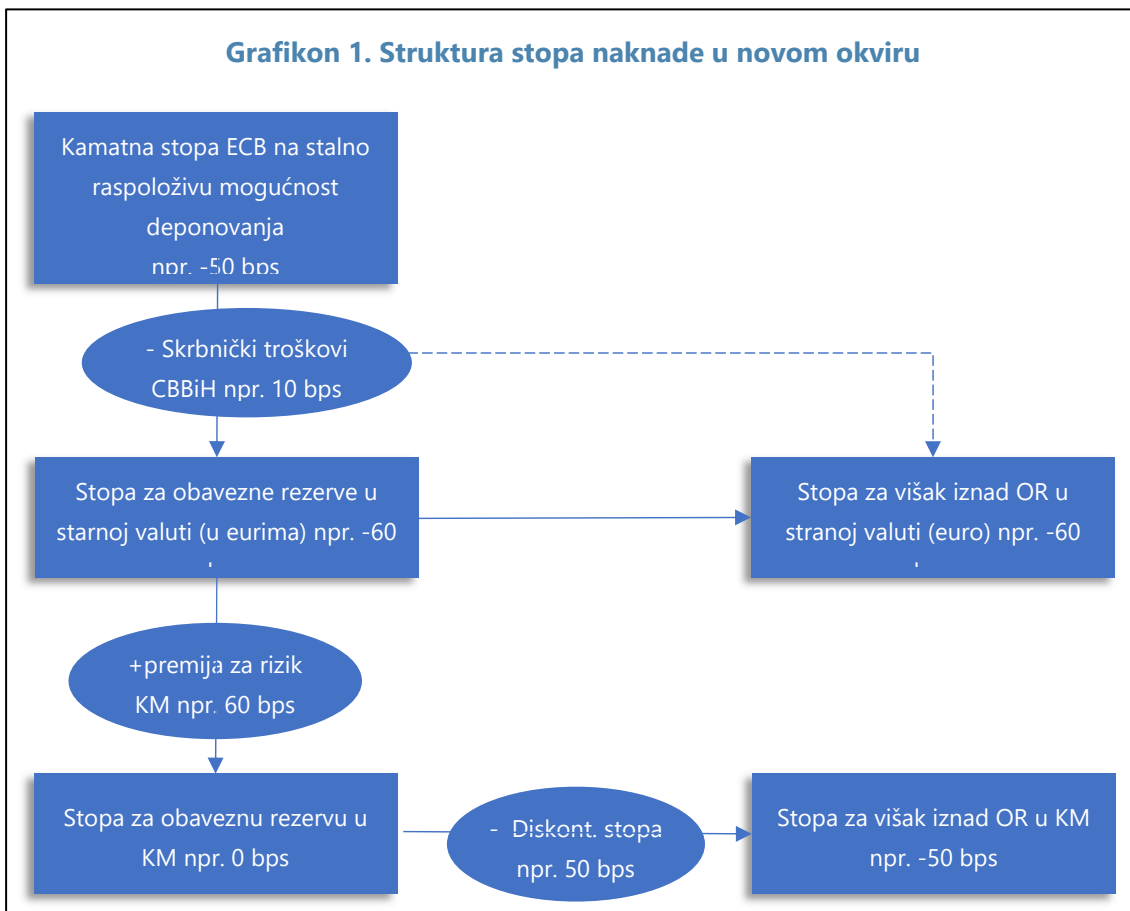 Grafikon 1. Struktura stopa naknade u novom okviru
Kamatna stopa ECB na stalno
raspoloživu mogućnost
deponovanja
npr. -50 bps
- Skrbnički troškovi
CBBiH npr. 10 bps
Stopa za obavezne rezerve u
starnoj valuti (u eurima) npr. -60
Stopa za višak iznad OR u
stranoj valuti (euro) npr. -60
+premija za rizik
KM npr. 60 bps
Stopa za obaveznu rezervu u
KM npr. 0 bps
- Diskont. stopa
npr. 50 bps
Stopa za višak iznad OR u KM
npr. -50 bps